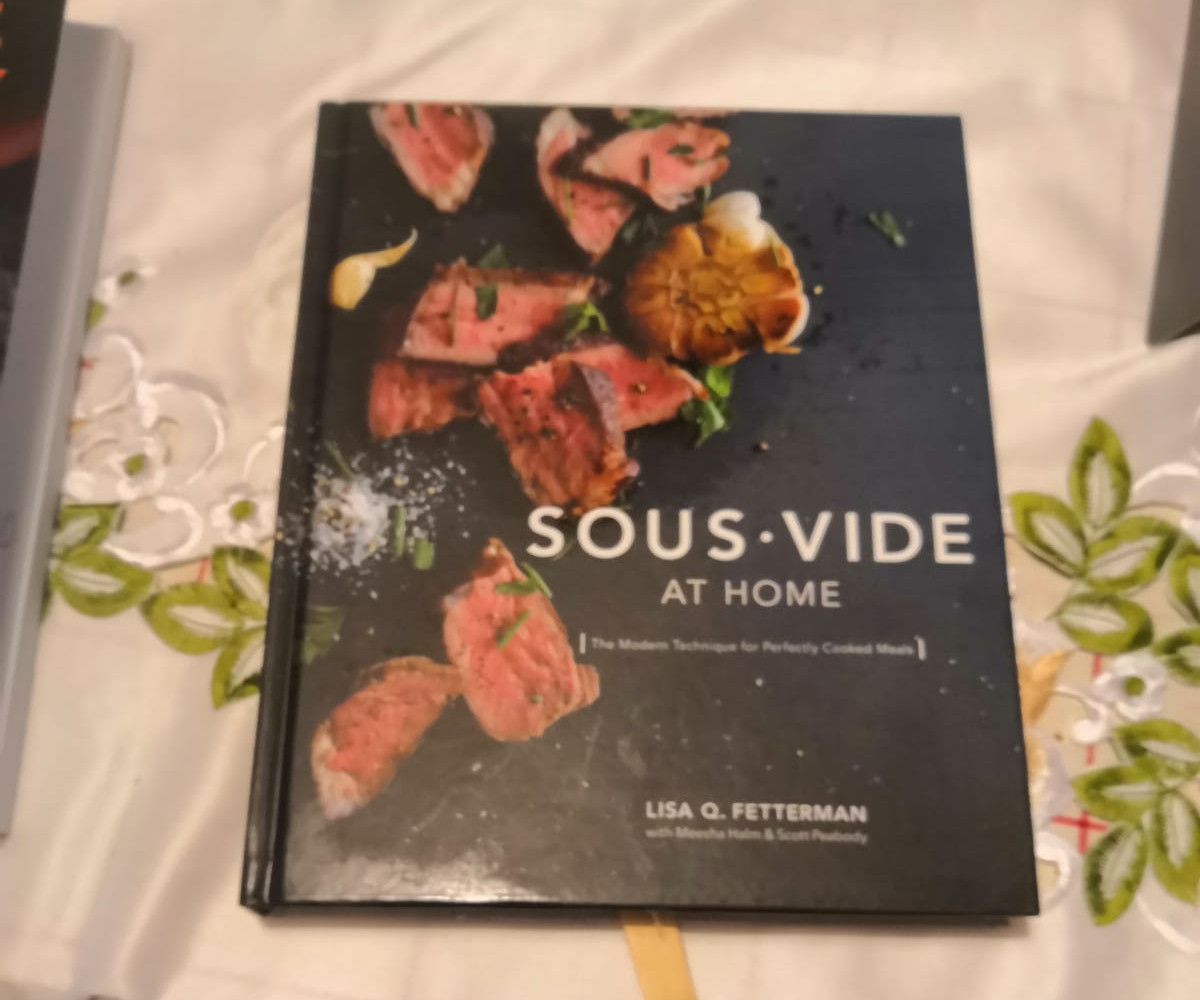 SOUS·VIDE
AT HOME
[ The Modern Technique for Perfectly Cooked Meals ]
LISA Q. FETTERMAN
with Meesha Halm & Scott Peabody